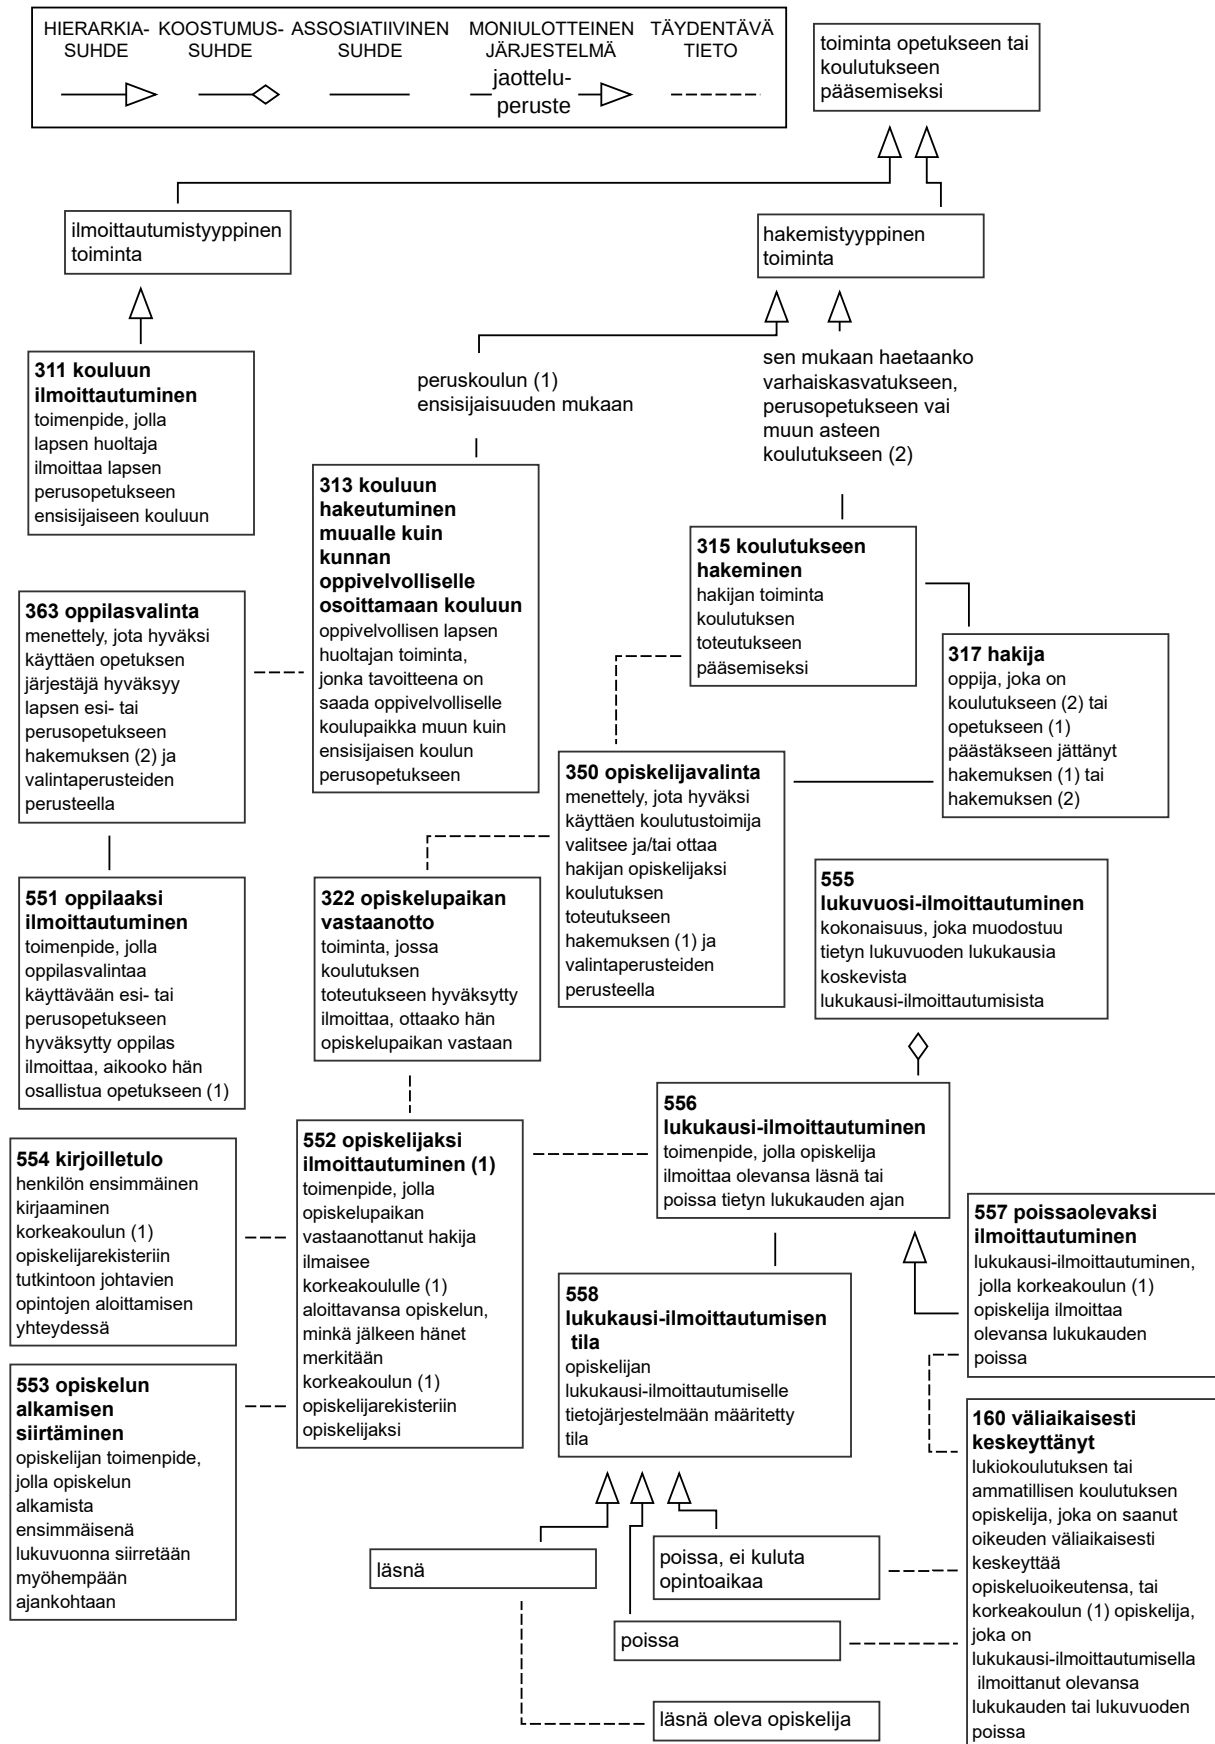 HIERARKIA-
SUHDE
KOOSTUMUS-
SUHDE
ASSOSIATIIVINEN
SUHDE
MONIULOTTEINEN
JÄRJESTELMÄ
jaottelu-
peruste
TÄYDENTÄVÄ
TIETO
toiminta opetukseen tai
koulutukseen
pääsemiseksi
ilmoittautumistyyppinen
toiminta
hakemistyyppinen
toiminta
311 kouluun
ilmoittautuminen
toimenpide, jolla
lapsen huoltaja
ilmoittaa lapsen
perusopetukseen
ensisijaiseen kouluun
peruskoulun (1)
ensisijaisuuden mukaan
sen mukaan haetaanko
varhaiskasvatukseen,
perusopetukseen vai
muun asteen
koulutukseen (2)
313 kouluun
hakeutuminen
muualle kuin
kunnan
oppivelvolliselle
osoittamaan kouluun
oppivelvollisen lapsen
huoltajan toiminta,
jonka tavoitteena on
saada oppivelvolliselle
koulupaikka muun kuin
ensisijaisen koulun
perusopetukseen
315 koulutukseen
hakeminen
hakijan toiminta
koulutuksen
toteutukseen
pääsemiseksi
363 oppilasvalinta
menettely, jota hyväksi
käyttäen opetuksen
järjestäjä hyväksyy
lapsen esi- tai
perusopetukseen
hakemuksen (2) ja
valintaperusteiden
perusteella
317 hakija
oppija, joka on
koulutukseen (2) tai
opetukseen (1)
päästäkseen jättänyt
hakemuksen (1) tai
hakemuksen (2)
350 opiskelijavalinta
menettely, jota hyväksi
käyttäen koulutustoimija
valitsee ja/tai ottaa
hakijan opiskelijaksi
koulutuksen
toteutukseen
hakemuksen (1) ja
valintaperusteiden
perusteella
551 oppilaaksi
ilmoittautuminen
toimenpide, jolla
oppilasvalintaa
käyttävään esi- tai
perusopetukseen
hyväksytty oppilas
ilmoittaa, aikooko hän
osallistua opetukseen (1)
322 opiskelupaikan
vastaanotto
toiminta, jossa
koulutuksen
toteutukseen hyväksytty
ilmoittaa, ottaako hän
opiskelupaikan vastaan
555
lukuvuosi-ilmoittautuminen
kokonaisuus, joka muodostuu
tietyn lukuvuoden lukukausia
koskevista
lukukausi-ilmoittautumisista
556
lukukausi-ilmoittautuminen
toimenpide, jolla opiskelija
ilmoittaa olevansa läsnä tai
poissa tietyn lukukauden ajan
552 opiskelijaksi
ilmoittautuminen (1)
toimenpide, jolla
opiskelupaikan
vastaanottanut hakija
ilmaisee
korkeakoululle (1)
aloittavansa opiskelun,
minkä jälkeen hänet
merkitään
korkeakoulun (1)
opiskelijarekisteriin
opiskelijaksi
554 kirjoilletulo
henkilön ensimmäinen
kirjaaminen
korkeakoulun (1)
opiskelijarekisteriin
tutkintoon johtavien
opintojen aloittamisen
yhteydessä
557 poissaolevaksi
ilmoittautuminen
lukukausi-ilmoittautuminen,
jolla korkeakoulun (1)
opiskelija ilmoittaa
olevansa lukukauden
poissa
558
lukukausi-ilmoittautumisen
tila
opiskelijan
lukukausi-ilmoittautumiselle
tietojärjestelmään määritetty
tila
553 opiskelun
alkamisen
siirtäminen
opiskelijan toimenpide,
jolla opiskelun
alkamista
ensimmäisenä
lukuvuonna siirretään
myöhempään
ajankohtaan
160 väliaikaisesti
keskeyttänyt
lukiokoulutuksen tai
ammatillisen koulutuksen
opiskelija, joka on saanut
oikeuden väliaikaisesti
keskeyttää
opiskeluoikeutensa, tai
korkeakoulun (1) opiskelija,
joka on
lukukausi-ilmoittautumisella
ilmoittanut olevansa
lukukauden tai lukuvuoden
poissa
läsnä
poissa, ei kuluta
opintoaikaa
poissa
läsnä oleva opiskelija